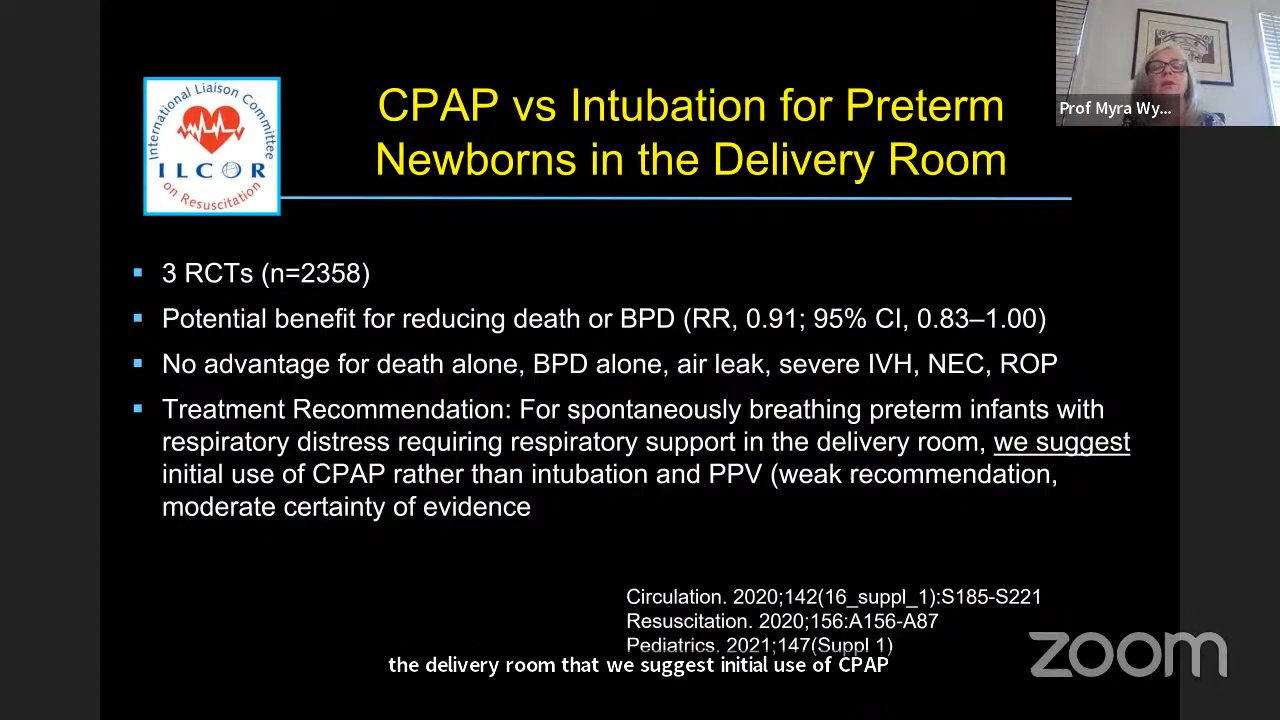 CPAP vs Intubation for Preterm
Newborns in the Delivery Room
International Liaison Committee
ILCOR
on Resuscitation
Prof Myra Wy...
▪ 3 RCTs (n=2358)
▪ Potential benefit for reducing death or BPD (RR, 0.91; 95% CI, 0.83–1.00)
▪ No advantage for death alone, BPD alone, air leak, severe IVH, NEC, ROP
▪ Treatment Recommendation: For spontaneously breathing preterm infants with
respiratory distress requiring respiratory support in the delivery room, we suggest
initial use of CPAP rather than intubation and PPV (weak recommendation,
moderate certainty of evidence
Circulation. 2020;142(16_suppl_1):S185-S221
Resuscitation. 2020;156:A156-A87
Pediatrics. 2021;147(Suppl 1)
the delivery room that we suggest initial use of CPAP
zoom